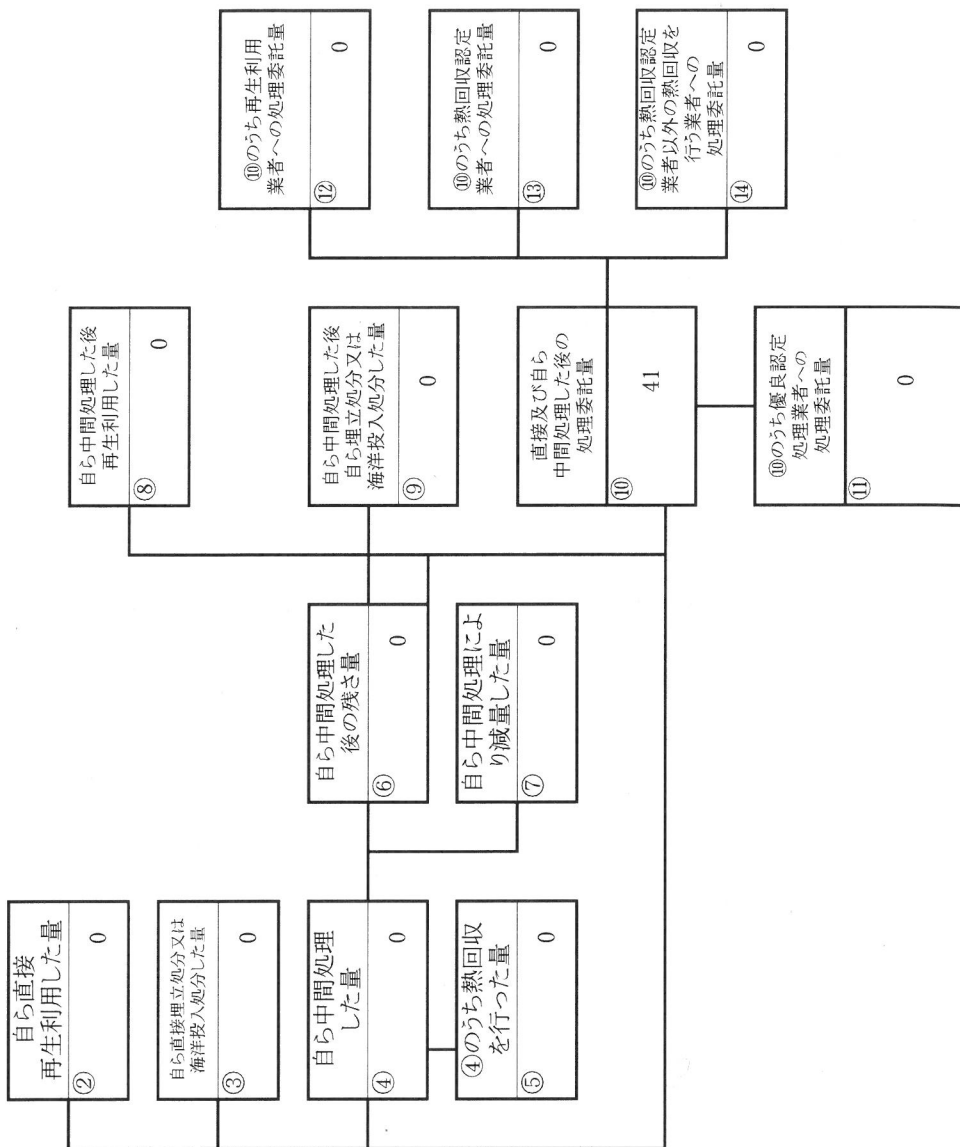 自ら直接
再生利用した量
②
0
自ら直接埋立処分又は
海洋投入処分した量
③
0
自ら中間処理
した量
④
0
④のうち熱回収
を行った量
⑤
0
自ら中間処理した
後の残さ量
⑥
0
自ら中間処理によ
り減量した量
⑦
0
自ら中間処理した後
再生利用した量
⑧
0
自ら中間処理した後
自ら埋立処分又は
海洋投入処分した量
⑨
0
直接及び自ら
中間処理した後の
処理委託量
⑩
41
⑩のうち優良認定
処理業者への
処理委託量
⑪
0
⑩のうち再生利用
業者への処理委託量
⑫
0
⑩のうち熱回収認定
業者への処理委託量
⑬
0
⑩のうち熱回収認定
業者以外の熱回収を
行う業者への
処理委託量
⑭
0